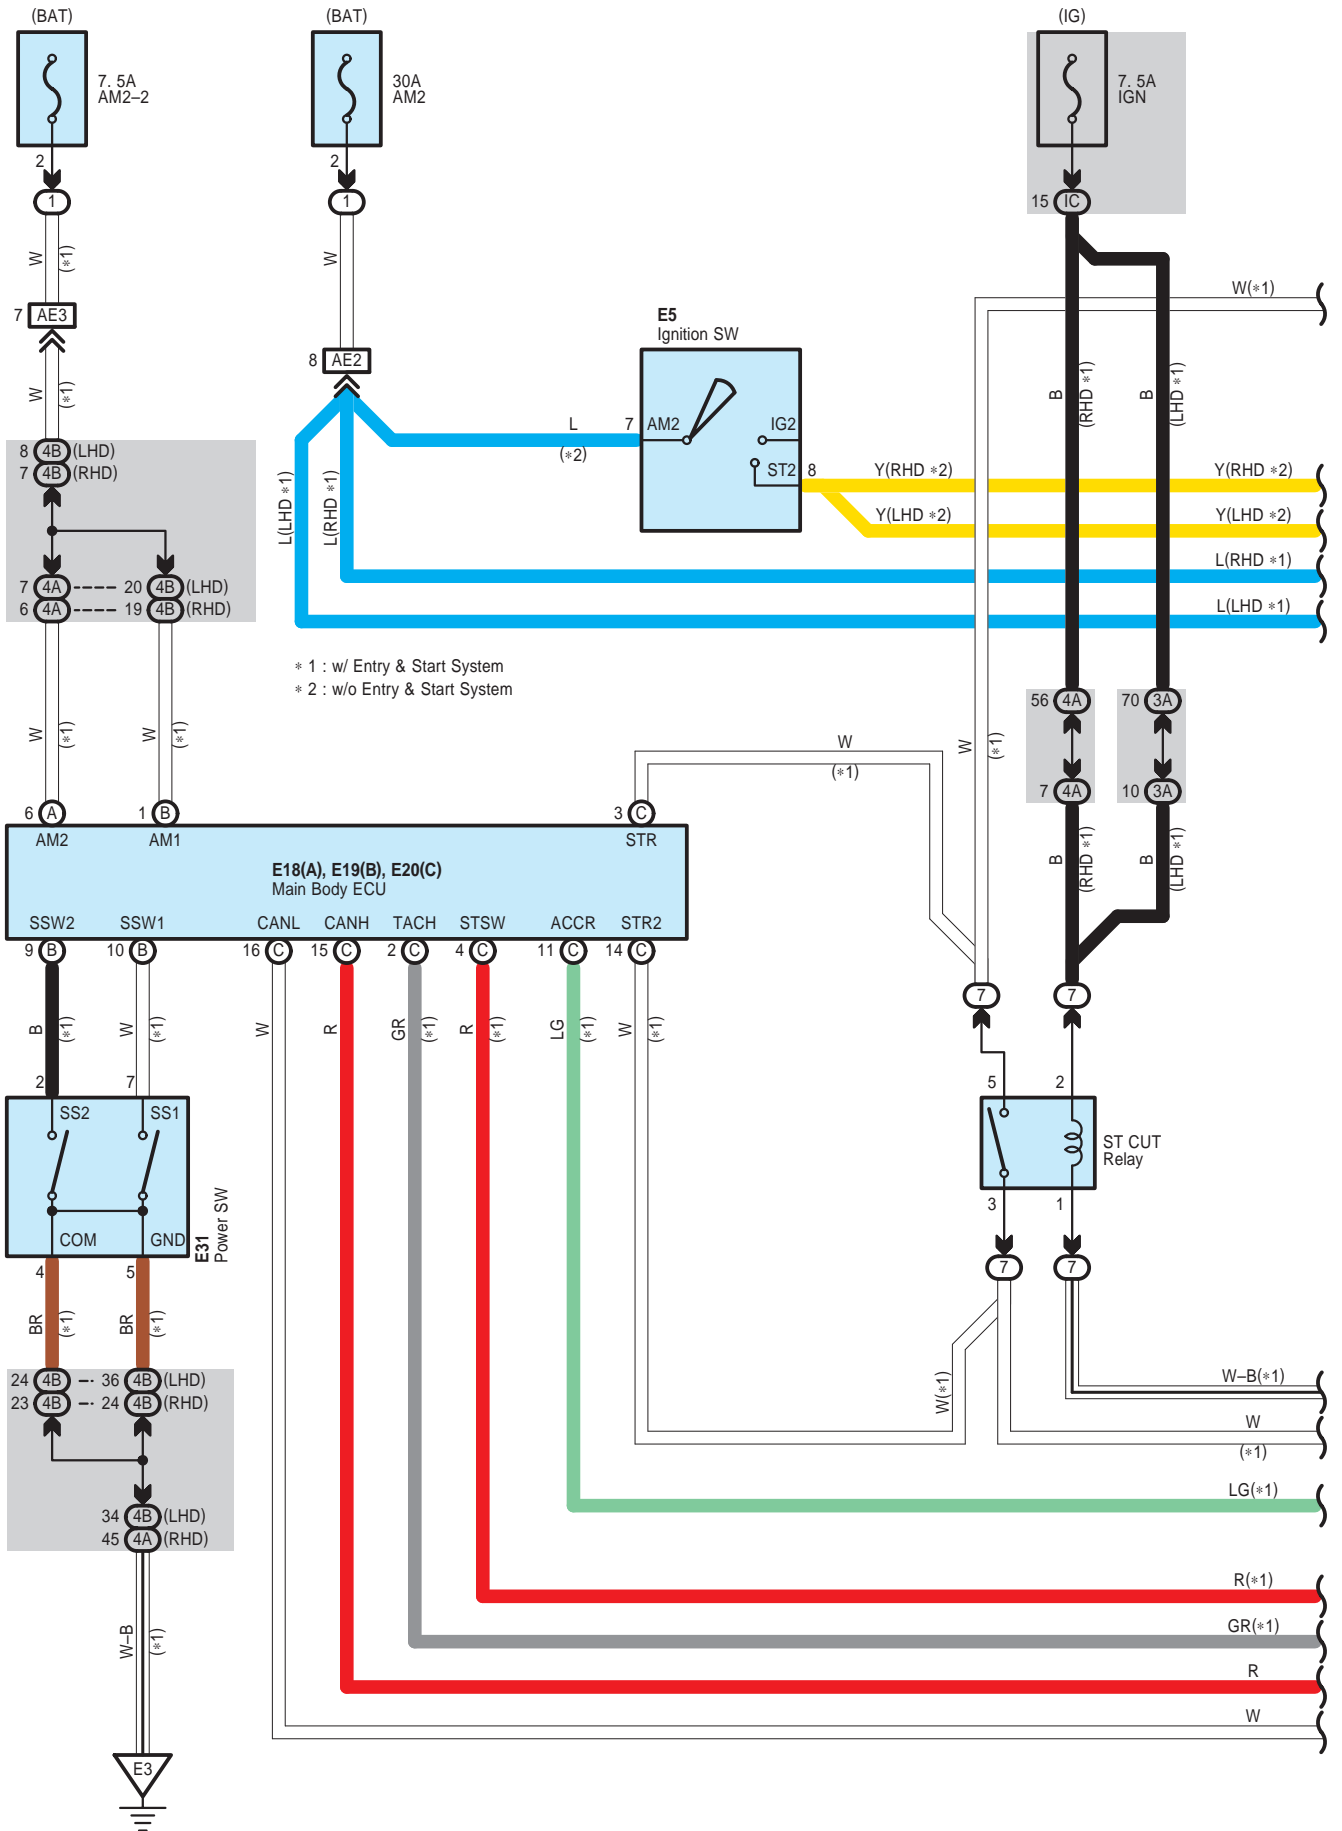 (BAT)
(BAT)
(IG)
7. 5A
AM2–2
30A
AM2
7. 5A
IGN
2
2
1
1
15 IC
W
(∗1)
W
W(∗1)
7 AE3
E5
Ignition SW
8 AE2
W
(∗1)
B
(RHD ∗1)
B
(LHD ∗1)
L
(∗2)
7 AM2
IG2
ST2 8
8 4B (LHD)
7 4B (RHD)
L(LHD ∗1)
L(RHD ∗1)
Y(RHD ∗2)
Y(RHD ∗2)
Y(LHD ∗2)
Y(LHD ∗2)
L(RHD ∗1)
L(LHD ∗1)
7 4A 20 4B (LHD)
6 4A 19 4B (RHD)
∗ 1 : w/ Entry & Start System
∗ 2 : w/o Entry & Start System
56 4A
70 3A
W
(∗1)
W
(∗1)
W
(∗1)
W
(∗1)
7 4A
10 3A
6 A
1 B
3 C
AM2
AM1
STR
B
(RHD ∗1)
B
(LHD ∗1)
E18(A), E19(B), E20(C)
Main Body ECU
SSW2
SSW1
CANL
CANH
TACH
STSW
ACCR
STR2
9 B
10 B
16 C
15 C
2 C
4 C
11 C
14 C
7
7
B
(∗1)
W
(∗1)
W
R
GR
(∗1)
R
(∗1)
LG
(∗1)
W
(∗1)
2
7
5
2
SS2
SS1
ST CUT
Relay
3
1
COM
GND
E31
Power SW
4
5
7
7
BR
(∗1)
BR
(∗1)
24 4B 36 4B (LHD)
23 4B 24 4B (RHD)
W(∗1)
W–B(∗1)
W
(∗1)
LG(∗1)
34 4B (LHD)
45 4A (RHD)
R(∗1)
GR(∗1)
W–B
(∗1)
R
W
E3